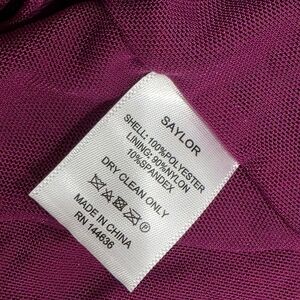 SAYLOR
SHELL: 100%POLYESTER
LINING: 90%NYLON
10%SPANDEX
DRY CLEAN ONLY
MADE IN CHINA
RN 144636